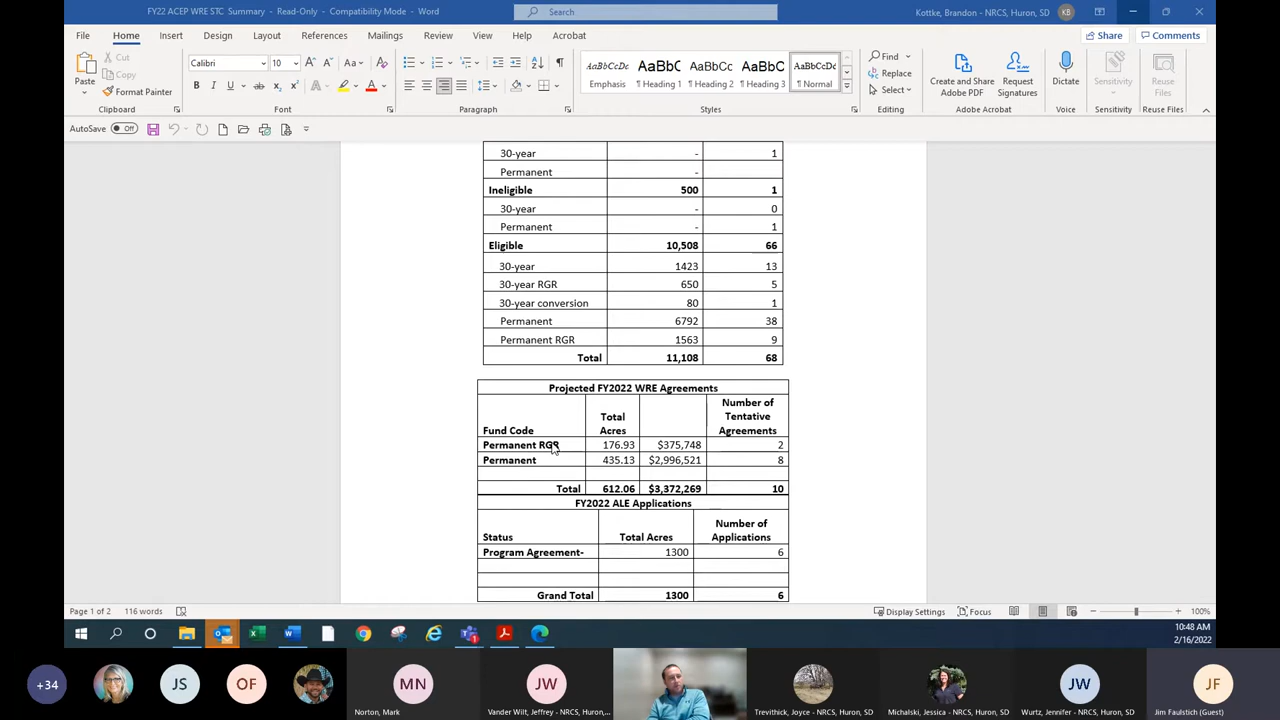 FY22 ACEP WRE STC Summary - Read-Only - Compatibility Mode - Word
Search
Kottke, Brandon - NRCS, Huron, SD
KB
File Home Insert Design Layout References Mailings Review View Help Acrobat
Share
Comments
Paste
Cut
Copy
Format Painter
Clipboard
Calibri
10
Font
Paragraph
AaBbCcDc Emphasis
AaBbC Heading 1
AaBbCc Heading 2
AaBbC Heading 3
AaBbCcDc ¶ Normal
Styles
Find
Replace
Select
Editing
Create and Share Adobe PDF
Request Signatures
Adobe Acrobat
Dictate
Voice
Sensitivity
Sensitivity
Reuse Files
Reuse Files
AutoSave Off
30-year - 1
Permanent -
Ineligible 500 1
30-year - 0
Permanent - 1
Eligible 10,508 66
30-year 1423 13
30-year RGR 650 5
30-year conversion 80 1
Permanent 6792 38
Permanent RGR 1563 9
Total 11,108 68
Projected FY2022 WRE Agreements
Fund Code
Total Acres
Number of Tentative Agreements
Permanent RGR 176.93 $375,748 2
Permanent 435.13 $2,996,521 8
Total 612.06 $3,372,269 10
FY2022 ALE Applications
Status
Total Acres
Number of Applications
Program Agreement- 1300 6
Grand Total 1300 6
Page 1 of 2 116 words
Display Settings
Focus
100%
10:48 AM
2/16/2022
+34
JS
OF
MN
Norton, Mark
JW
Vander Wilt, Jeffrey - NRCS, Huron,...
Trevithick, Joyce - NRCS, Huron, SD
Michalski, Jessica - NRCS, Huron, SD
JW
Wurtz, Jennifer - NRCS, Huron, SD
JF
Jim Faulstich (Guest)